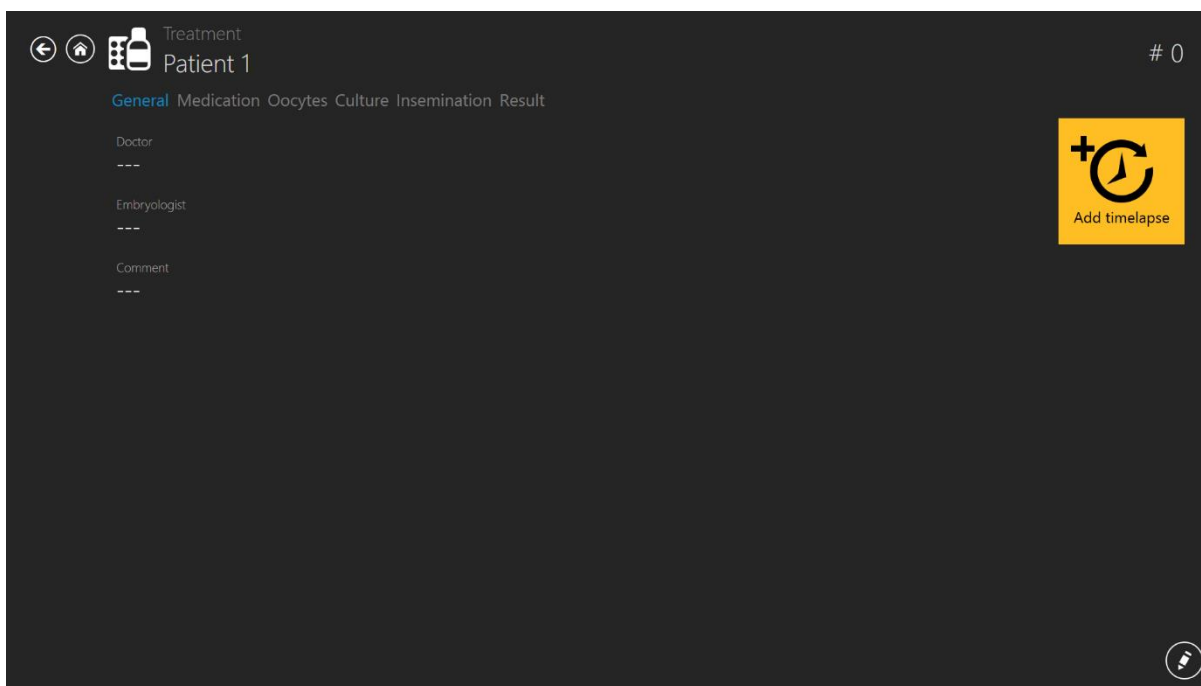 Treatment
Patient 1
# 0
General Medication Oocytes Culture Insemination Result
Doctor
---
Embryologist
---
Comment
---
Add timelapse